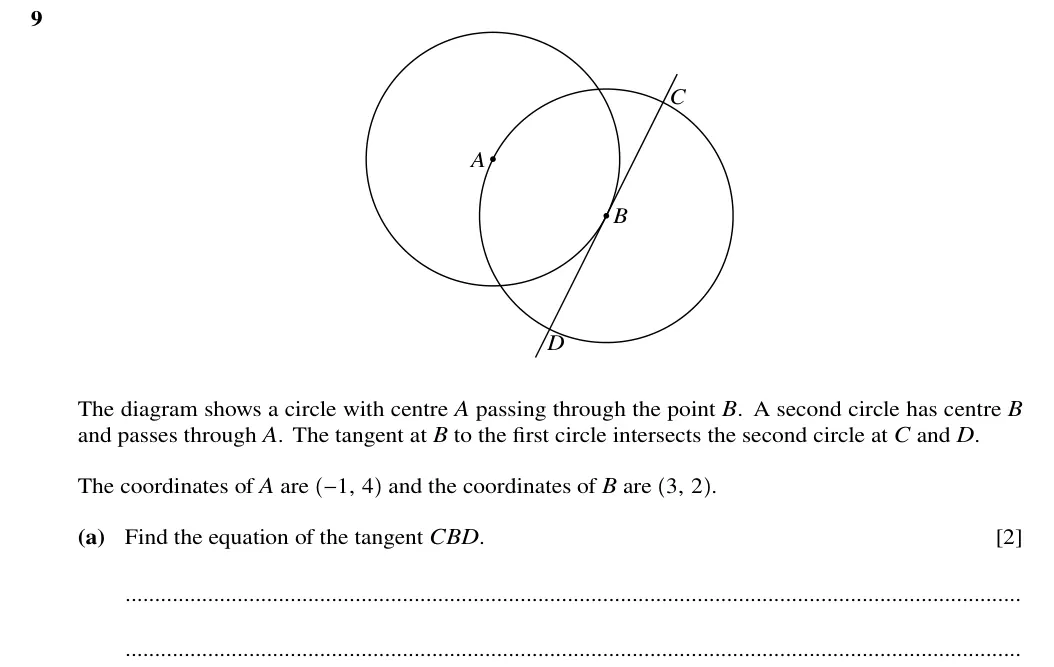 9
C
A
B
D
The diagram shows a circle with centre A passing through the point B. A second circle has centre B
and passes through A. The tangent at B to the first circle intersects the second circle at C and D.
The coordinates of A are (−1, 4) and the coordinates of B are (3, 2).
(a) Find the equation of the tangent CBD. [2]